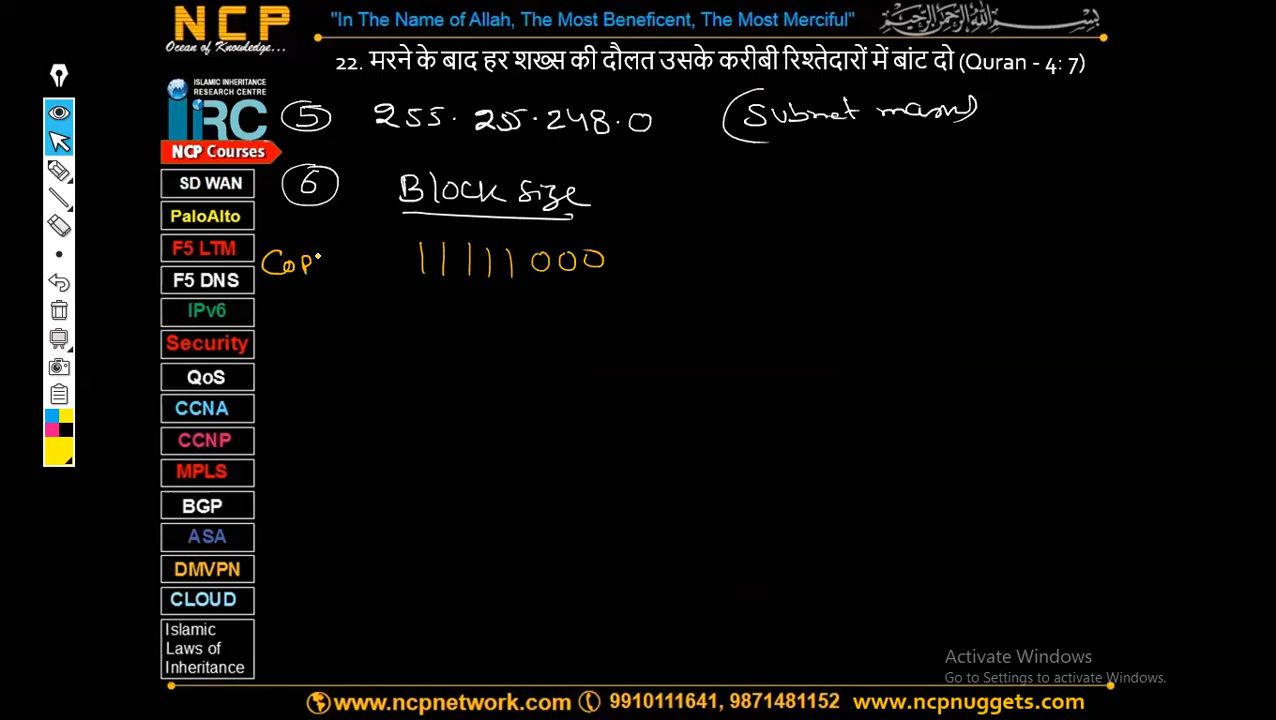 NCP
Ocean of Knowledge...
"In The Name of Allah, The Most Beneficent, The Most Merciful"
22. मरने के बाद हर शख्स की दौलत उसके करीबी रिश्तेदारों में बांट दो (Quran - 4: 7)
ISLAMIC INHERITANCE
RESEARCH CENTRE
IRC
NCP Courses
5 255.255.248.0 (Subnet mask)
6 Block size
Cop 11111000
SD WAN
PaloAlto
F5 LTM
F5 DNS
IPv6
Security
QoS
CCNA
CCNP
MPLS
BGP
ASA
DMVPN
CLOUD
Islamic
Laws of
Inheritance
Activate Windows
Go to Settings to activate Windows.
www.ncpnetwork.com 9910111641, 9871481152 www.ncpnuggets.com